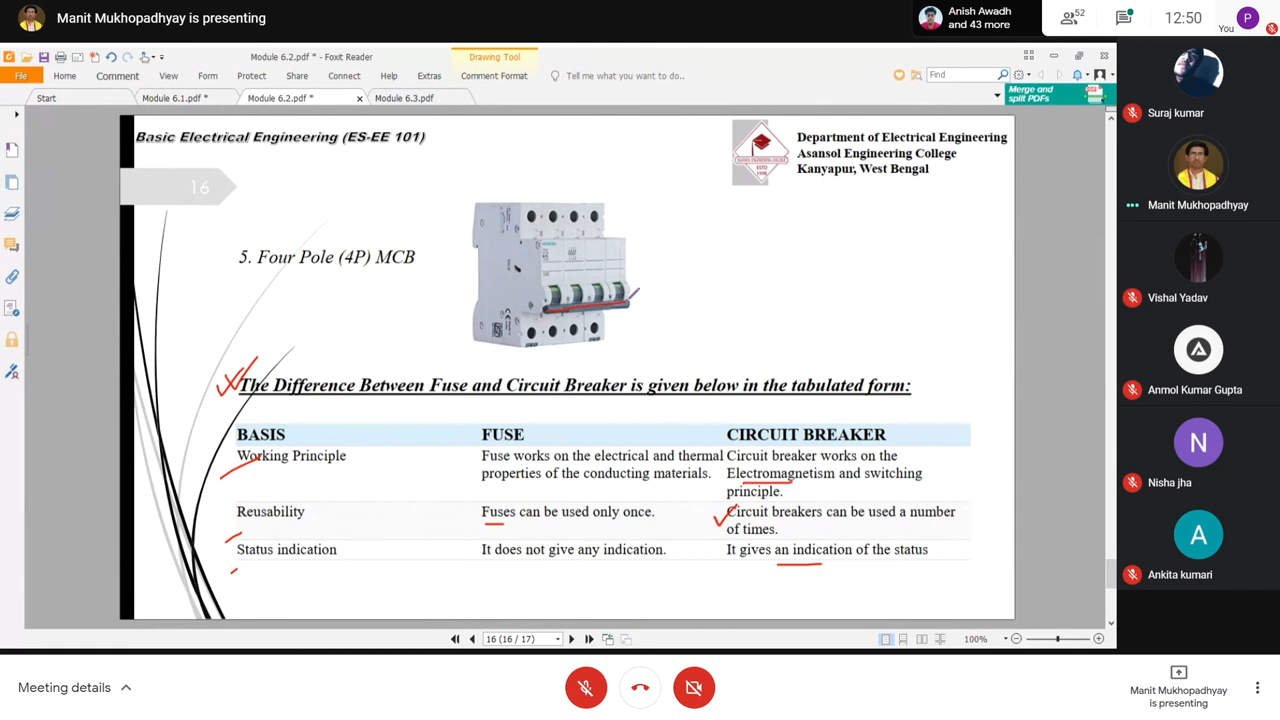 Manit Mukhopadhyay is presenting
Anish Awadh
and 43 more
52
12:50
P
You
Module 6.2.pdf * - Foxit Reader
Drawing Tool
File Home Comment View Form Protect Share Connect Help Extras Comment Format Tell me what you want to do.. Find
Start Module 6.1.pdf * Module 6.2.pdf * Module 6.3.pdf
Merge and
split PDFs
Basic Electrical Engineering (ES-EE 101)
Department of Electrical Engineering
Asansol Engineering College
Kanyapur, West Bengal
16
5. Four Pole (4P) MCB
The Difference Between Fuse and Circuit Breaker is given below in the tabulated form:
BASIS FUSE CIRCUIT BREAKER
Working Principle Fuse works on the electrical and thermal Circuit breaker works on the
properties of the conducting materials. Electromagnetism and switching
principle.
Reusability Fuses can be used only once. Circuit breakers can be used a number
of times.
Status indication It does not give any indication. It gives an indication of the status
16 (16 / 17)
100%
Suraj kumar
Manit Mukhopadhyay
Vishal Yadav
Anmol Kumar Gupta
N
Nisha jha
A
Ankita kumari
Meeting details
Manit Mukhopadhyay
is presenting